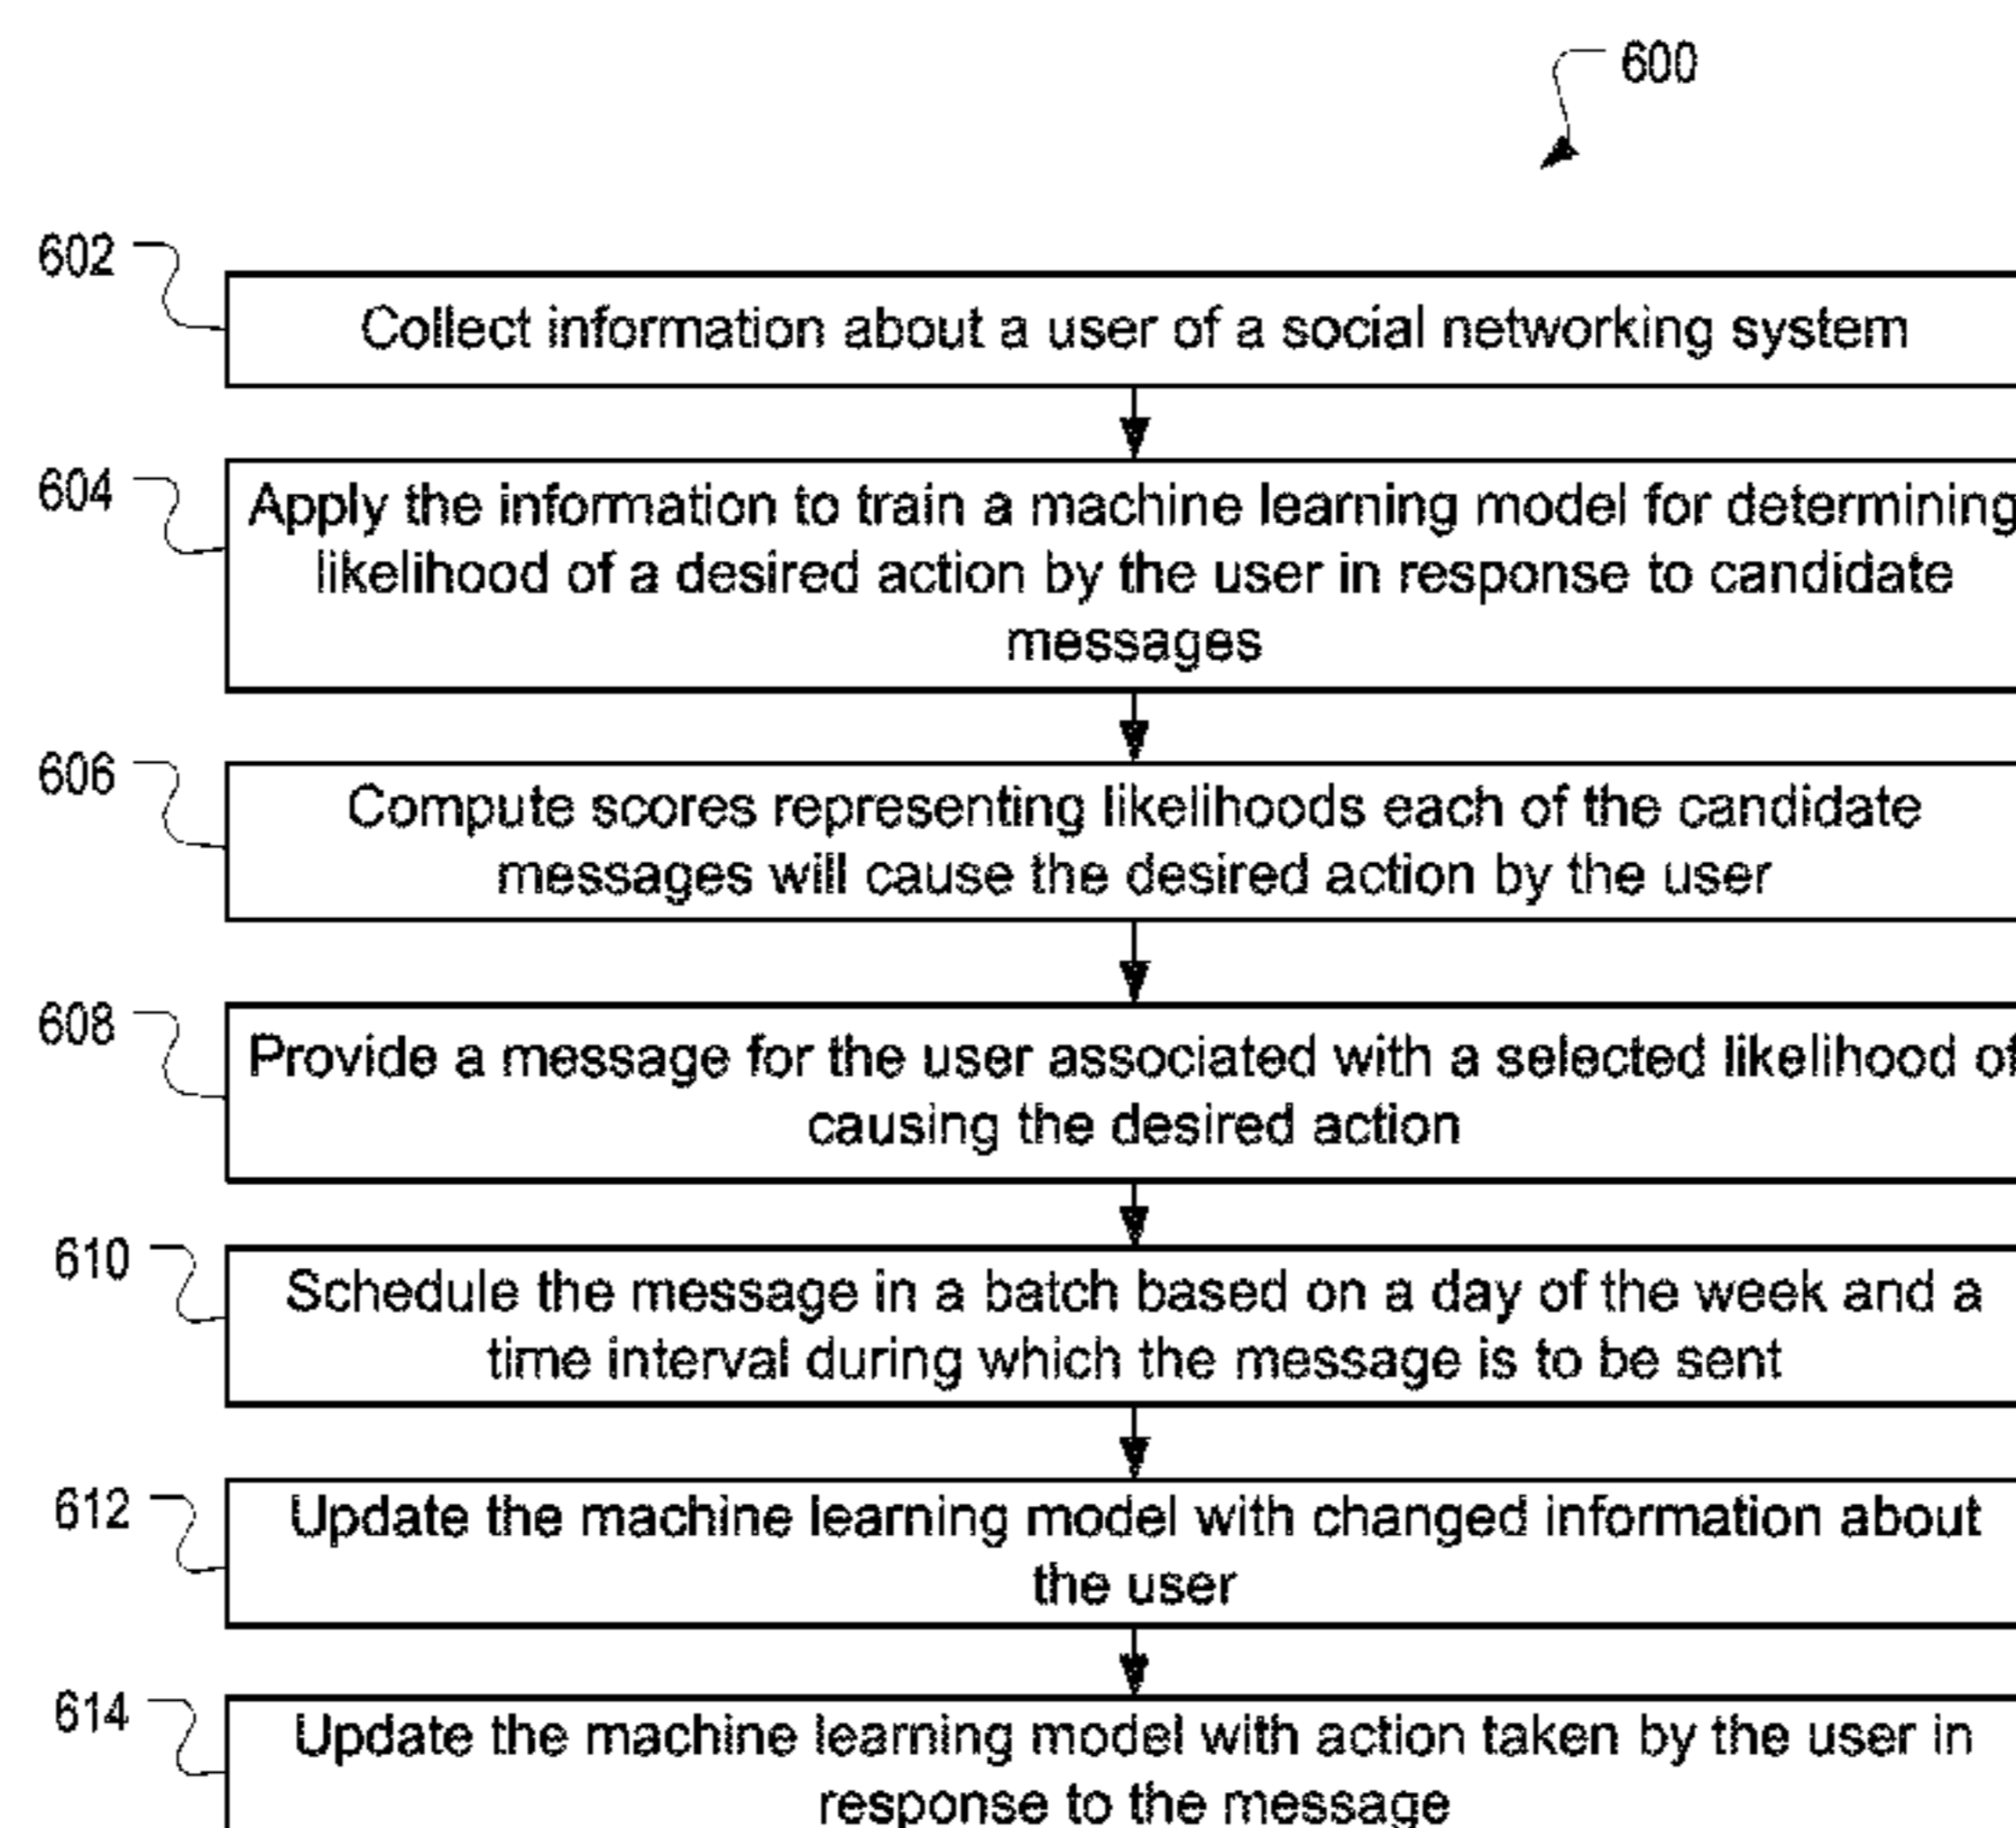 600
602
Collect information about a user of a social networking system
604
Apply the information to train a machine learning model for determining
likelihood of a desired action by the user in response to candidate
messages
606
Compute scores representing likelihoods each of the candidate
messages will cause the desired action by the user
608
Provide a message for the user associated with a selected likelihood of
causing the desired action
610
Schedule the message in a batch based on a day of the week and a
time interval during which the message is to be sent
612
Update the machine learning model with changed information about
the user
614
Update the machine learning model with action taken by the user in
response to the message